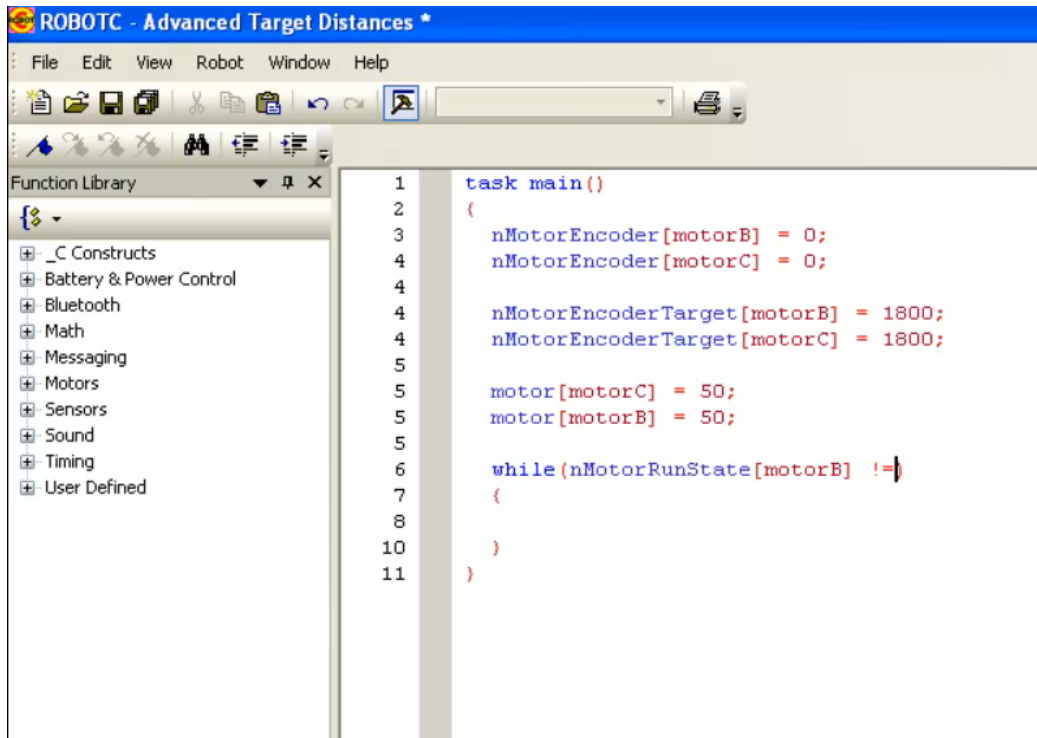 ROBOTC - Advanced Target Distances *
File Edit View Robot Window Help
Function Library
_C Constructs
Battery & Power Control
Bluetooth
Math
Messaging
Motors
Sensors
Sound
Timing
User Defined
1 task main()
2 {
3 nMotorEncoder[motorB] = 0;
4 nMotorEncoder[motorC] = 0;
4
4 nMotorEncoderTarget[motorB] = 1800;
4 nMotorEncoderTarget[motorC] = 1800;
5
5 motor[motorC] = 50;
5 motor[motorB] = 50;
5
6 while(nMotorRunState[motorB] !=)
7 {
8
10 }
11 }